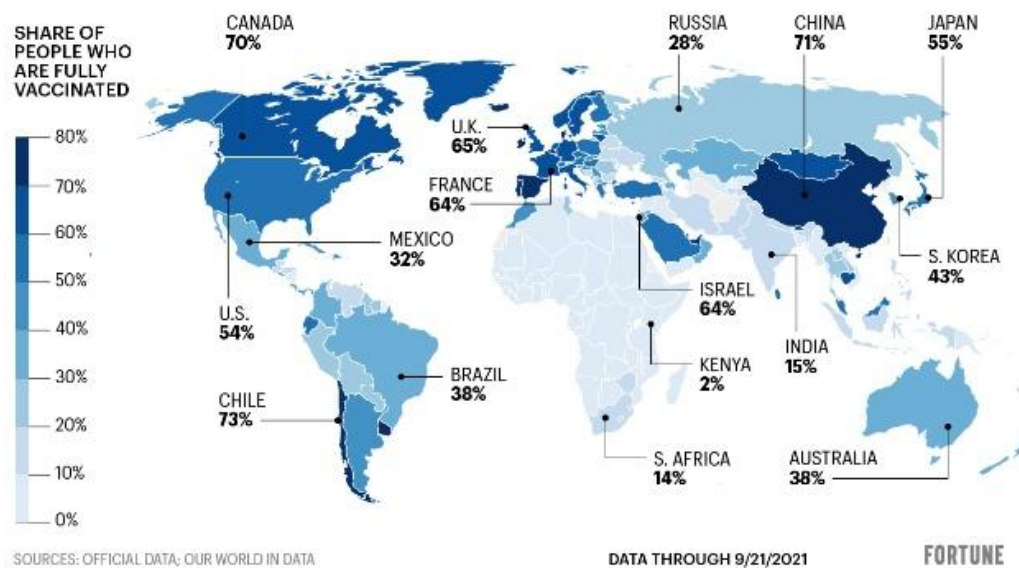 SHARE OF
PEOPLE WHO
ARE FULLY
VACCINATED
80%
70%
60%
50%
40%
30%
20%
10%
0%
CANADA
70%
RUSSIA
28%
CHINA
71%
JAPAN
55%
U.K.
65%
FRANCE
64%
MEXICO
32%
U.S.
54%
S. KOREA
43%
ISRAEL
64%
INDIA
15%
KENYA
2%
BRAZIL
38%
CHILE
73%
S. AFRICA
14%
AUSTRALIA
38%
SOURCES: OFFICIAL DATA; OUR WORLD IN DATA
DATA THROUGH 9/21/2021
FORTUNE